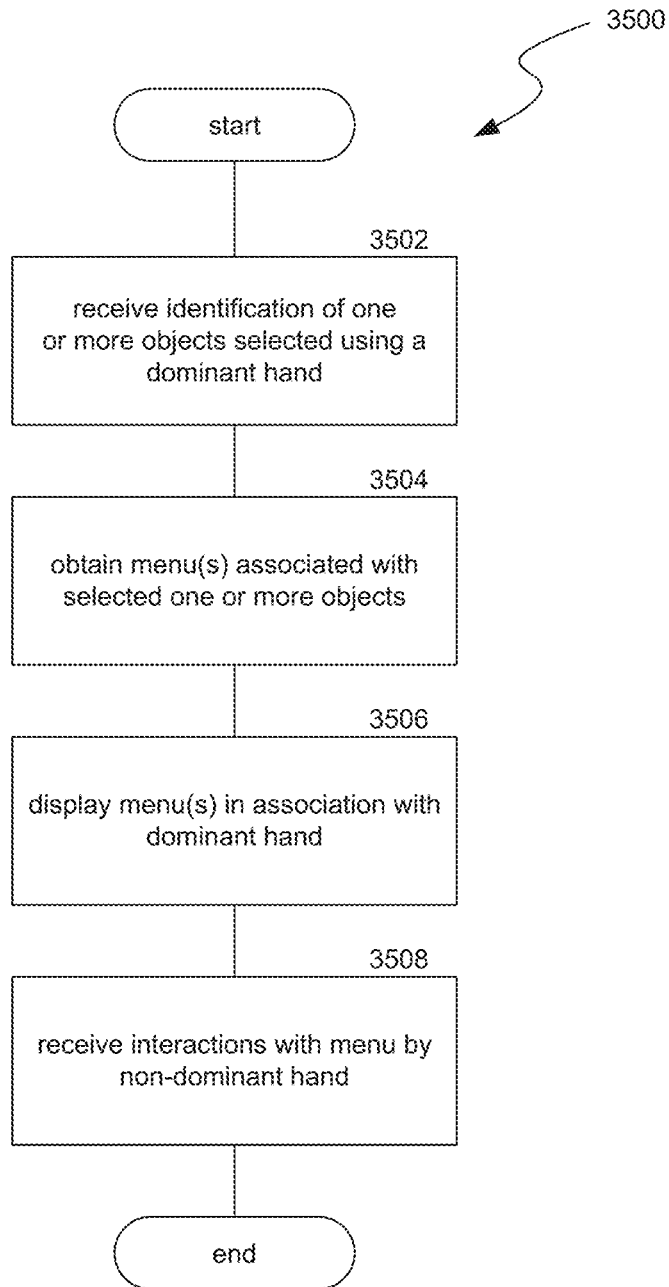 3500
start
3502
receive identification of one
or more objects selected using a
dominant hand
3504
obtain menu(s) associated with
selected one or more objects
3506
display menu(s) in association with
dominant hand
3508
receive interactions with menu by
non-dominant hand
end